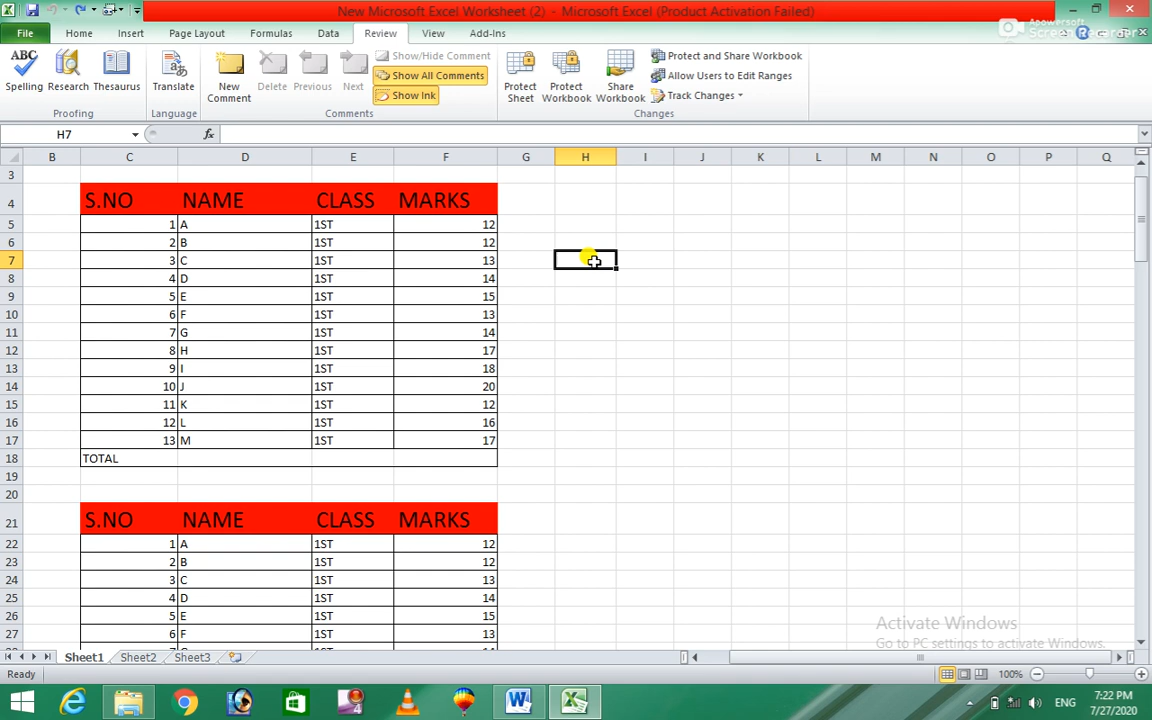 New Microsoft Excel Worksheet (2) - Microsoft Excel (Product Activation Failed)
File Home Insert Page Layout Formulas Data Review View Add-Ins
Apowersoft
ABC
Spelling Research Thesaurus Translate New Comment Delete Previous Next
Show/Hide Comment
Show All Comments
Show Ink
Protect Sheet Protect Workbook Share Workbook
Protect and Share Workbook
Allow Users to Edit Ranges
Track Changes
Proofing Language Comments Changes
H7 fx
B C D E F G H I J K L M N O P Q
3
4 S.NO NAME CLASS MARKS
5 1 A 1ST 12
6 2 B 1ST 12
7 3 C 1ST 13
8 4 D 1ST 14
9 5 E 1ST 15
10 6 F 1ST 13
11 7 G 1ST 14
12 8 H 1ST 17
13 9 I 1ST 18
14 10 J 1ST 20
15 11 K 1ST 12
16 12 L 1ST 16
17 13 M 1ST 17
18 TOTAL
19
20
21 S.NO NAME CLASS MARKS
22 1 A 1ST 12
23 2 B 1ST 12
24 3 C 1ST 13
25 4 D 1ST 14
26 5 E 1ST 15
27 6 F 1ST 13
Activate Windows
Go to PC settings to activate Windows.
Sheet1 Sheet2 Sheet3
Ready 100%
ENG 7:22 PM
7/27/2020